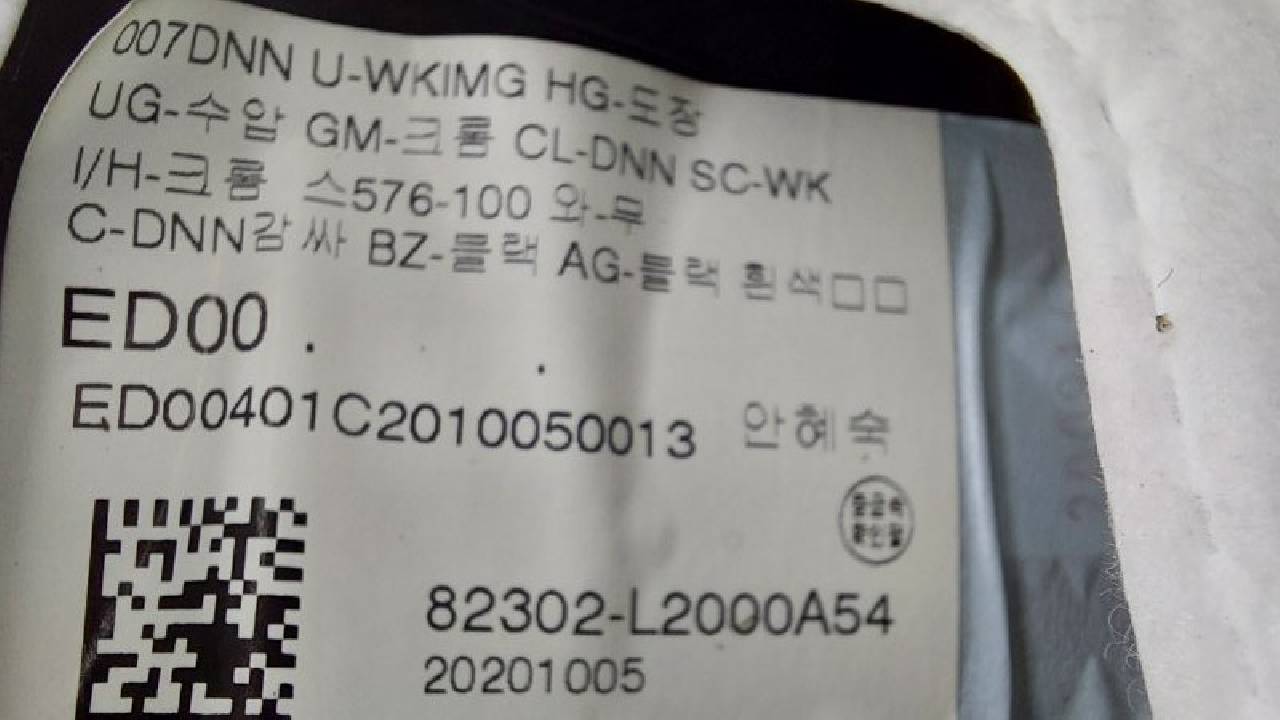 007DNN U-WKIMG HG-도장
UG-수압 GM-크롬 CL-DNN SC-WK
I/H-크롬 스576-100 와-무
C-DNN감싸 BZ-블랙 AG-블랙 흰색□□
ED00 .
ED00401C2010050013 안혜숙
82302-L2000A54
20201005